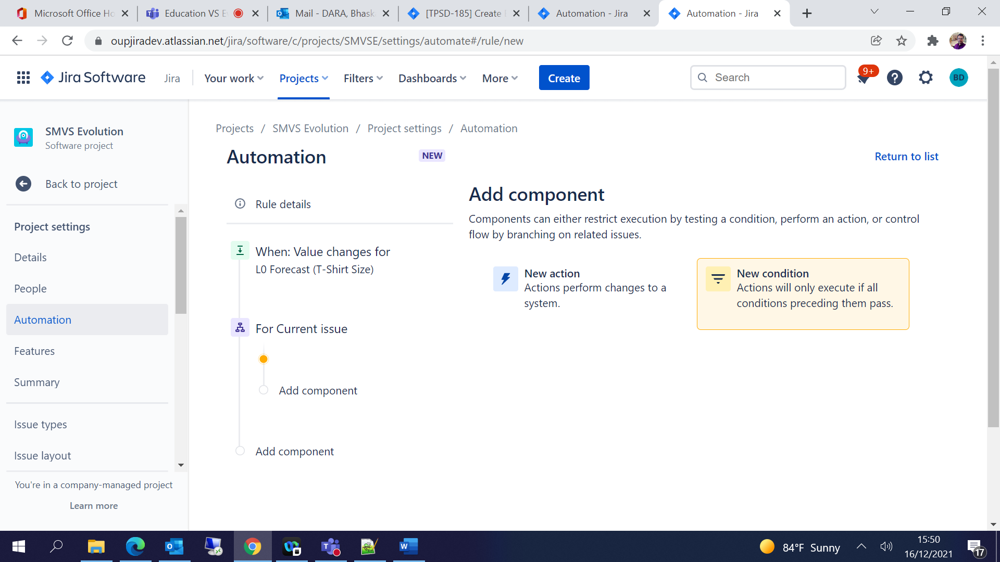 Microsoft Office Ho
Education VS E
Mail - DARA, Bhask
[TPSD-185] Create
Automation - Jira
Automation - Jira
oupjiradev.atlassian.net/jira/software/c/projects/SMVSE/settings/automate#/rule/new
Jira Software
Jira
Your work
Projects
Filters
Dashboards
More
Create
Search
9+
BD
SMVS Evolution
Software project
Back to project
Project settings
Details
People
Automation
Features
Summary
Issue types
Issue layout
You're in a company-managed project
Learn more
Projects / SMVS Evolution / Project settings / Automation
Automation
NEW
Return to list
Rule details
When: Value changes for
L0 Forecast (T-Shirt Size)
For Current issue
Add component
Add component
Add component
Components can either restrict execution by testing a condition, perform an action, or control
flow by branching on related issues.
New action
Actions perform changes to a
system.
New condition
Actions will only execute if all
conditions preceding them pass.
84°F Sunny
15:50
16/12/2021
17